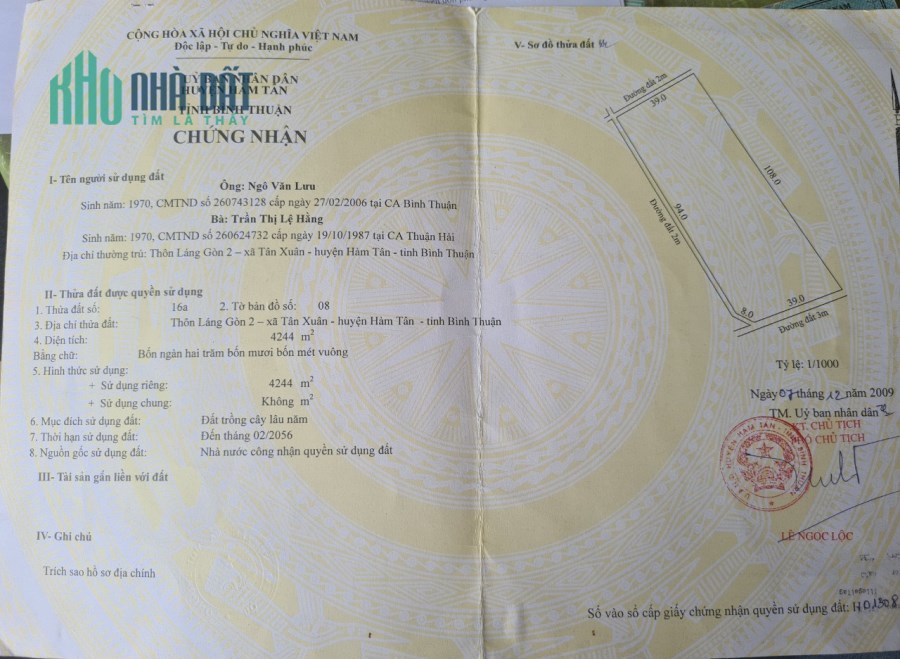 CỘNG HÒA XÃ HỘI CHỦ NGHĨA VIỆT NAM
Độc lập - Tự do - Hạnh phúc
UỶ BAN NHÂN DÂN
HUYỆN HÀM TÂN
TỈNH BÌNH THUẬN
KHO NHÀ ĐẤT
TÌM LÀ THẤY
CHỨNG NHẬN
I- Tên người sử dụng đất
Ông: Ngô Văn Lưu
Sinh năm: 1970, CMTND số 260743128 cấp ngày 27/02/2006 tại CA Bình Thuận
Bà: Trần Thị Lệ Hằng
Sinh năm: 1970, CMTND số 260624732 cấp ngày 19/10/1987 tại CA Thuận Hải
Địa chỉ thường trú: Thôn Láng Gòn 2 – xã Tân Xuân - huyện Hàm Tân - tỉnh Bình Thuận
II- Thửa đất được quyền sử dụng
1. Thửa đất số: 16a 2. Tờ bản đồ số: 08
3. Địa chỉ thửa đất: Thôn Láng Gòn 2 – xã Tân Xuân - huyện Hàm Tân - tỉnh Bình Thuận
4. Diện tích: 4244 m²
Bằng chữ: Bốn ngàn hai trăm bốn mươi bốn mét vuông
5. Hình thức sử dụng:
+ Sử dụng riêng: 4244 m²
+ Sử dụng chung: Không m²
6. Mục đích sử dụng đất: Đất trồng cây lâu năm
7. Thời hạn sử dụng đất: Đến tháng 02/2056
8. Nguồn gốc sử dụng đất: Nhà nước công nhận quyền sử dụng đất
III- Tài sản gắn liền với đất
IV- Ghi chú
Trích sao hồ sơ địa chính
V- Sơ đồ thửa đất
Đường đất 2m
39.0
108.0
94.0
Đường đất 2m
8.0
39.0
Đường đất 3m
Tỷ lệ: 1/1000
Ngày 07 tháng 12 năm 2009
TM. Uỷ ban nhân dân
KT. CHỦ TỊCH
PHÓ CHỦ TỊCH
LÊ NGỌC LỘC
Số vào sổ cấp giấy chứng nhận quyền sử dụng đất: